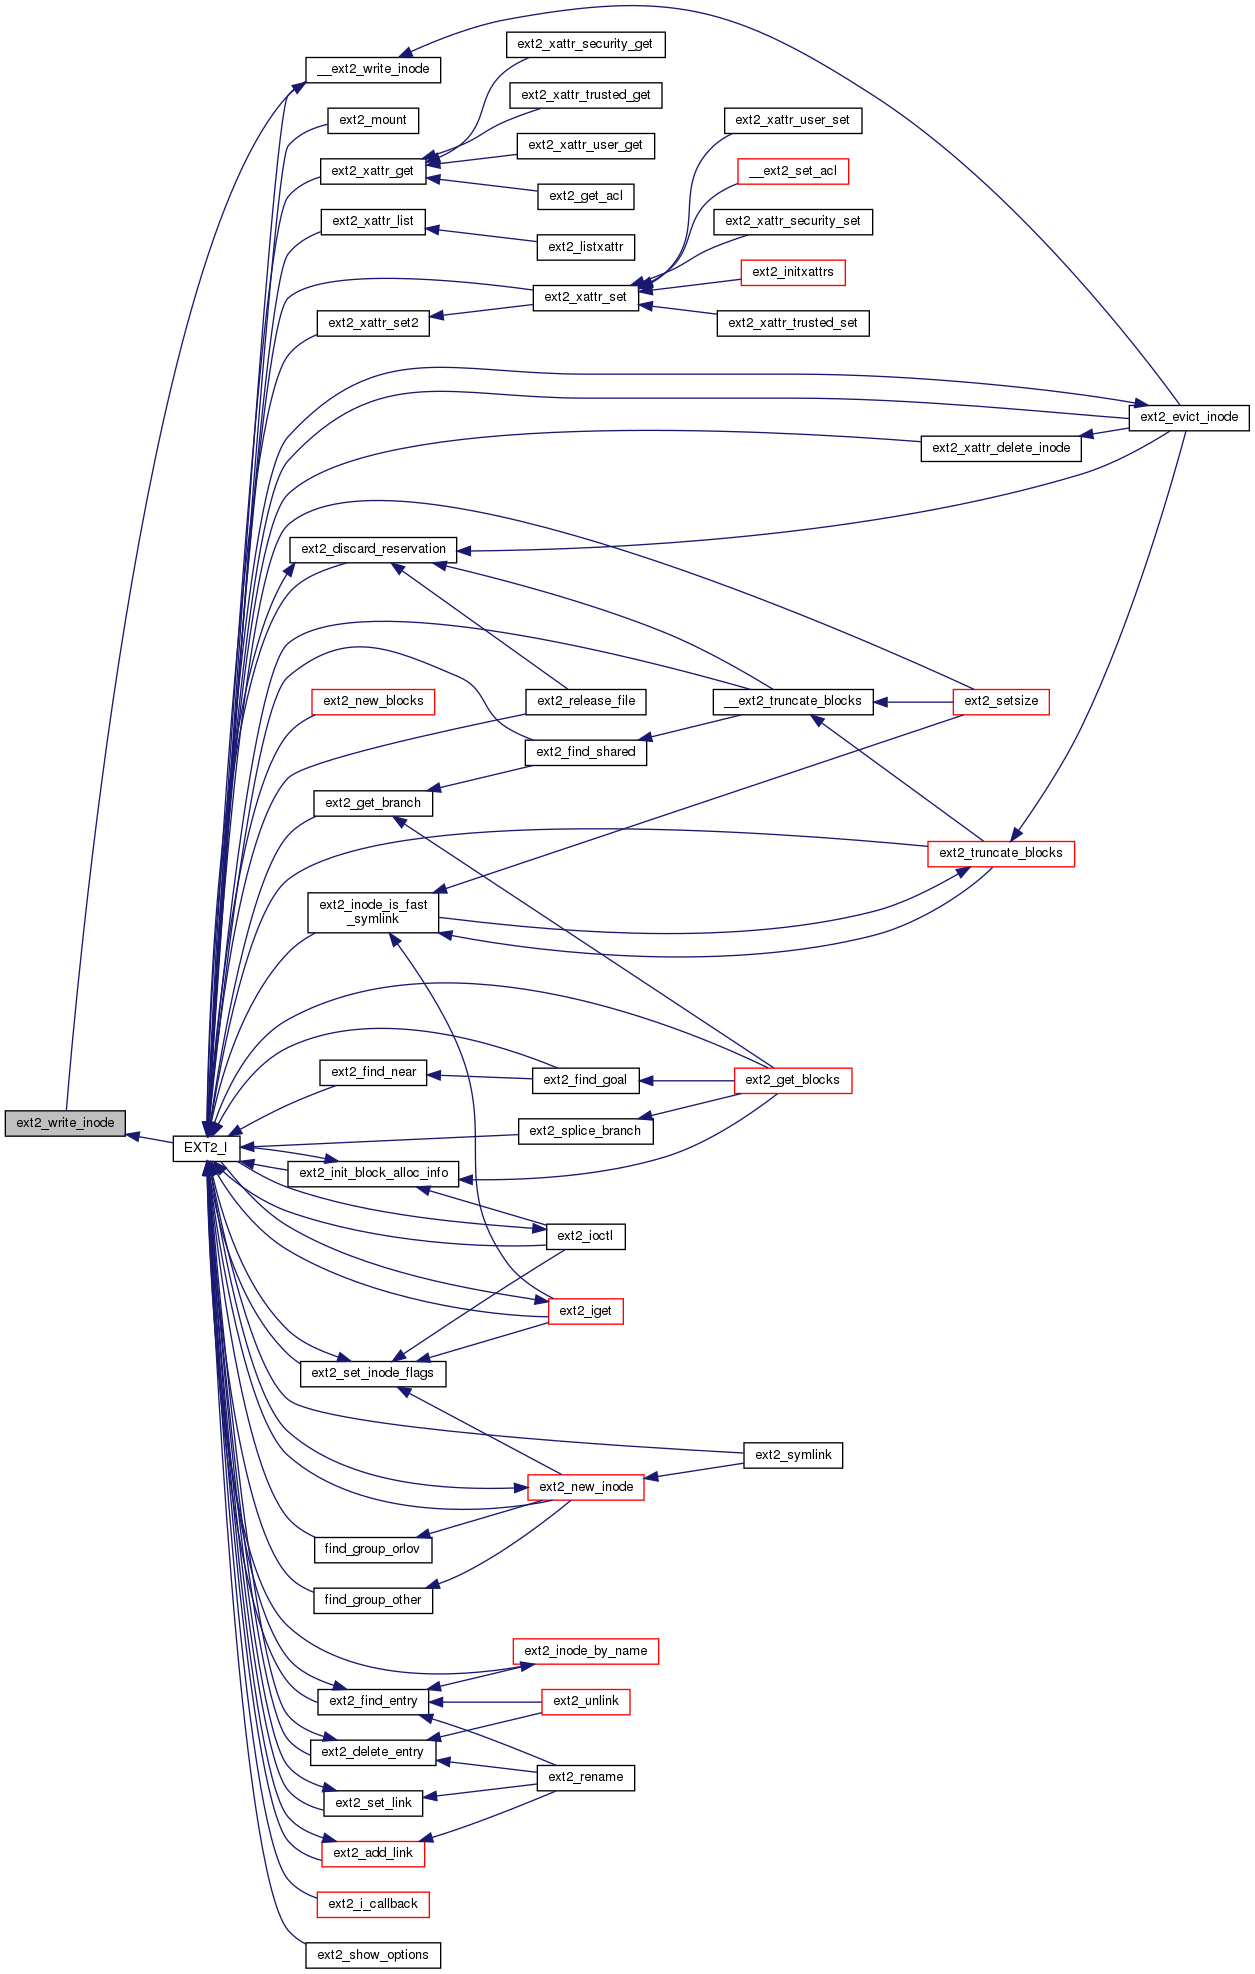 ext2_xattr_security_get
__ext2_write_inode
ext2_xattr_trusted_get
ext2_mount
ext2_xattr_user_set
ext2_xattr_user_get
ext2_xattr_get
__ext2_set_acl
ext2_get_acl
ext2_xattr_list
ext2_xattr_security_set
ext2_listxattr
ext2_initxattrs
ext2_xattr_set
ext2_xattr_set2
ext2_xattr_trusted_set
ext2_evict_inode
ext2_xattr_delete_inode
ext2_discard_reservation
ext2_new_blocks
ext2_release_file
__ext2_truncate_blocks
ext2_setsize
ext2_find_shared
ext2_get_branch
ext2_truncate_blocks
ext2_inode_is_fast
_symlink
ext2_find_near
ext2_find_goal
ext2_get_blocks
ext2_write_inode
ext2_splice_branch
EXT2_I
ext2_init_block_alloc_info
ext2_ioctl
ext2_iget
ext2_set_inode_flags
ext2_symlink
ext2_new_inode
find_group_orlov
find_group_other
ext2_inode_by_name
ext2_find_entry
ext2_unlink
ext2_delete_entry
ext2_rename
ext2_set_link
ext2_add_link
ext2_i_callback
ext2_show_options